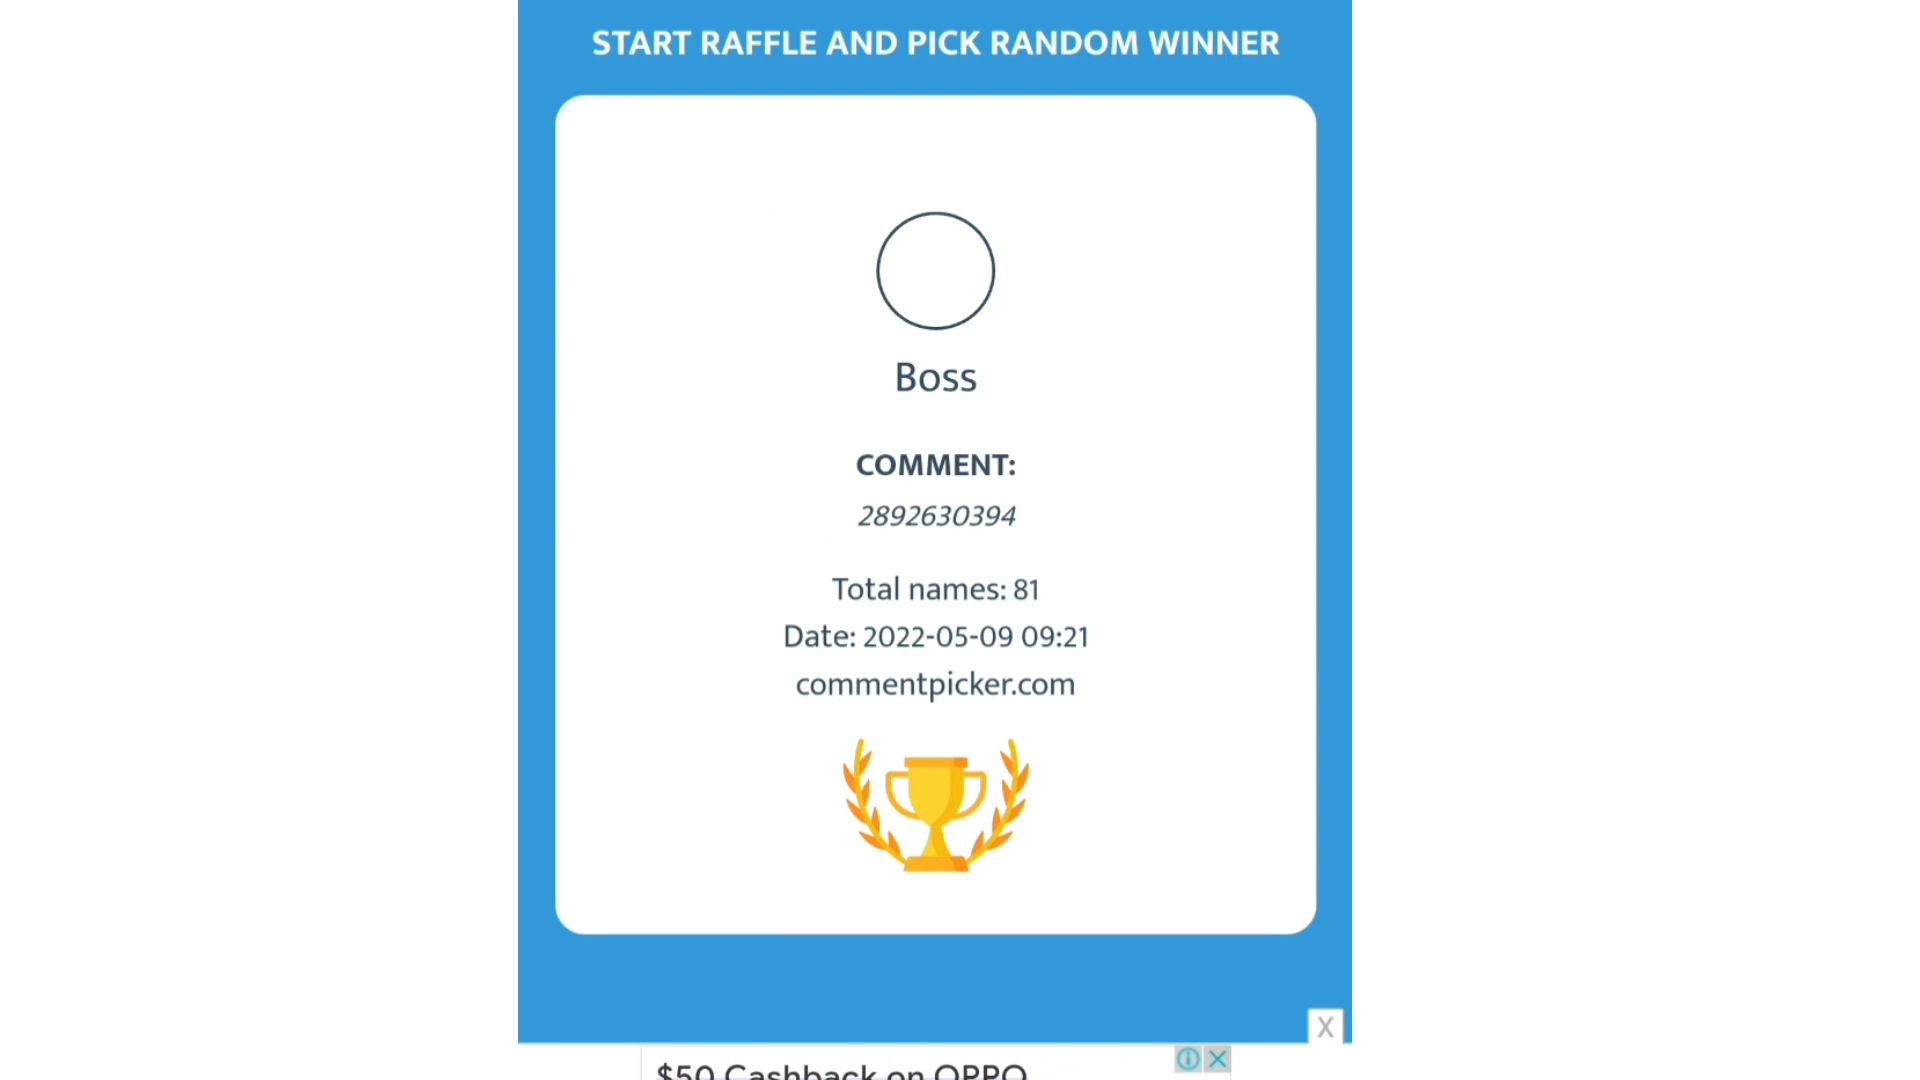 START RAFFLE AND PICK RANDOM WINNER
Boss
COMMENT:
2892630394
Total names: 81
Date: 2022-05-09 09:21
commentpicker.com
X
$50 Cashback on OPPO